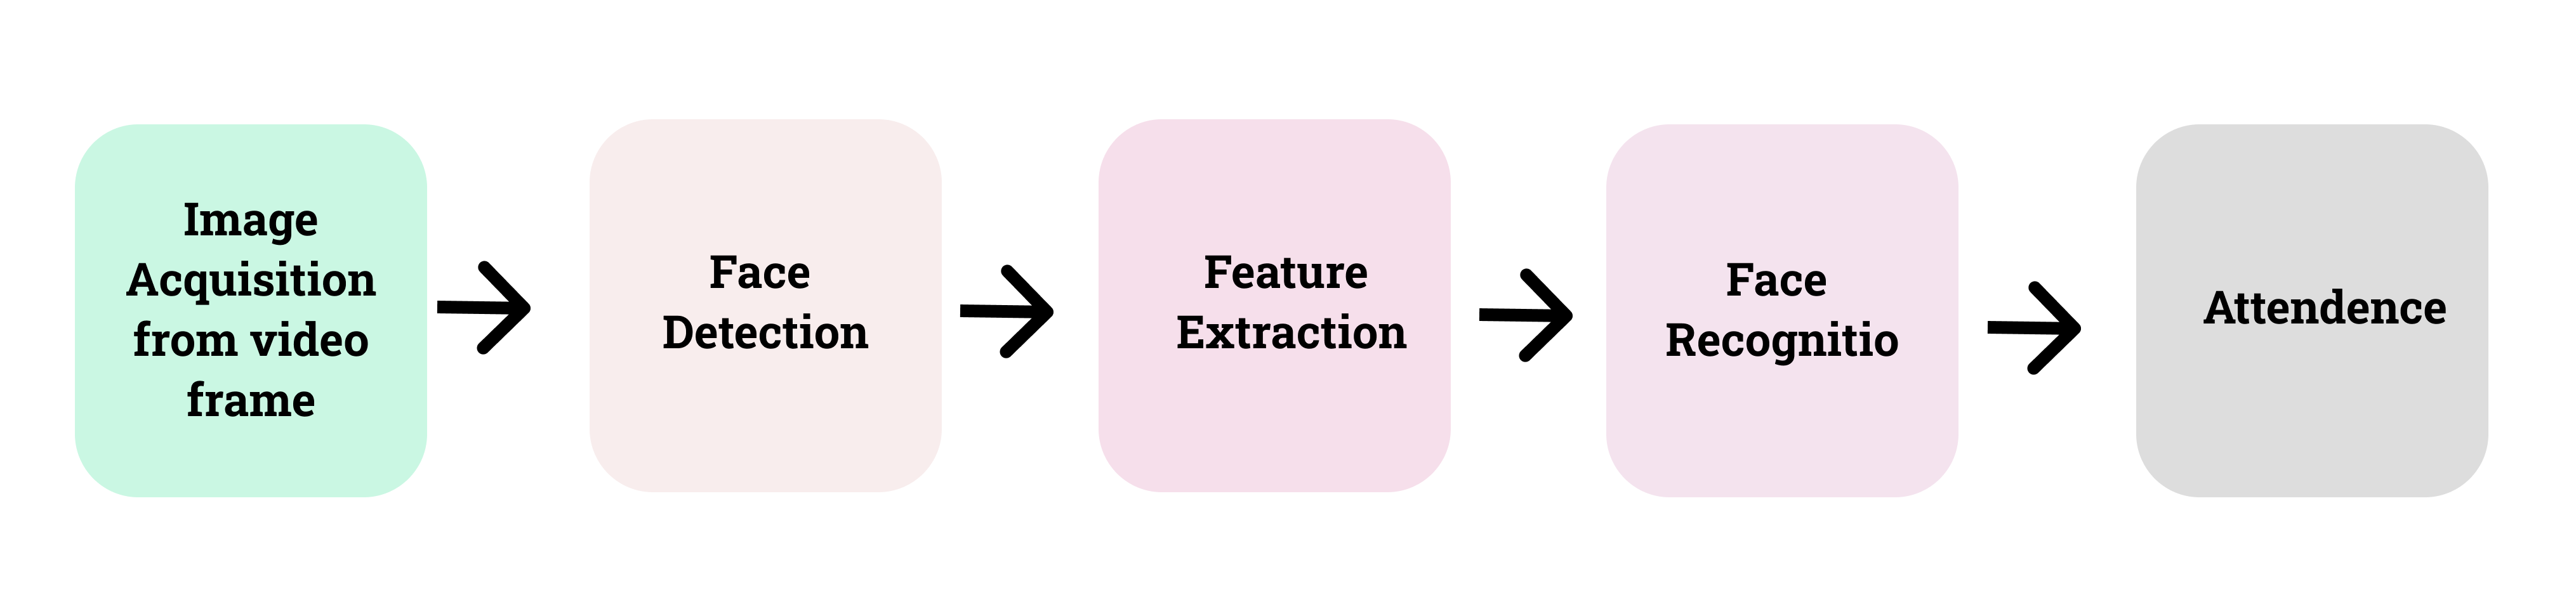 Image
Acquisition
from video
frame
Face
Detection
Feature
Extraction
Face
Recognitio
Attendence